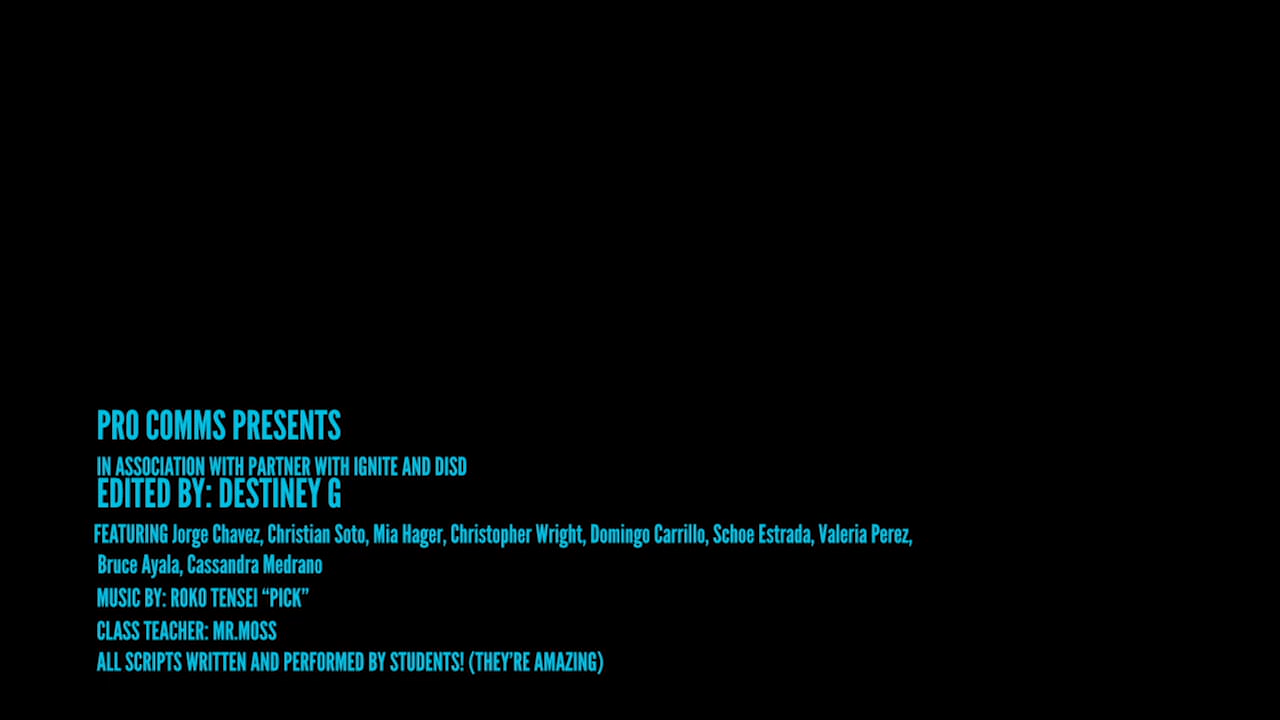 PRO COMMS PRESENTS
IN ASSOCIATION WITH PARTNER WITH IGNITE AND DISD
EDITED BY: DESTINEY G
FEATURING Jorge Chavez, Christian Soto, Mia Hager, Christopher Wright, Domingo Carrillo, Schoe Estrada, Valeria Perez,
Bruce Ayala, Cassandra Medrano
MUSIC BY: ROKO TENSEI “PICK”
CLASS TEACHER: MR.MOSS
ALL SCRIPTS WRITTEN AND PERFORMED BY STUDENTS! (THEY’RE AMAZING)